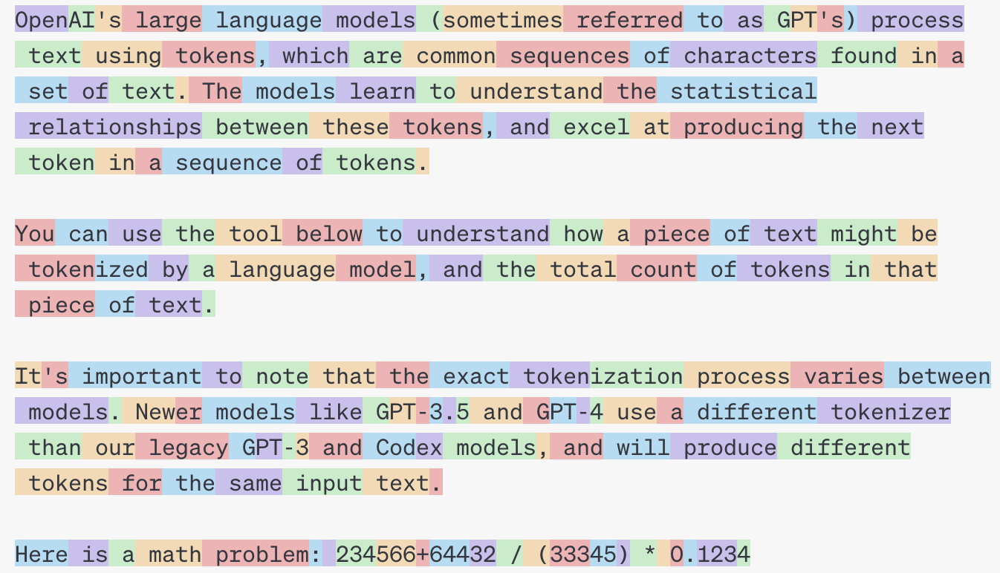 OpenAI's large language models (sometimes referred to as GPT's) process
text using tokens, which are common sequences of characters found in a
set of text. The models learn to understand the statistical
relationships between these tokens, and excel at producing the next
token in a sequence of tokens.
You can use the tool below to understand how a piece of text might be
tokenized by a language model, and the total count of tokens in that
piece of text.
It's important to note that the exact tokenization process varies between
models. Newer models like GPT-3.5 and GPT-4 use a different tokenizer
than our legacy GPT-3 and Codex models, and will produce different
tokens for the same input text.
Here is a math problem: 234566+64432 / (33345) * 0.1234